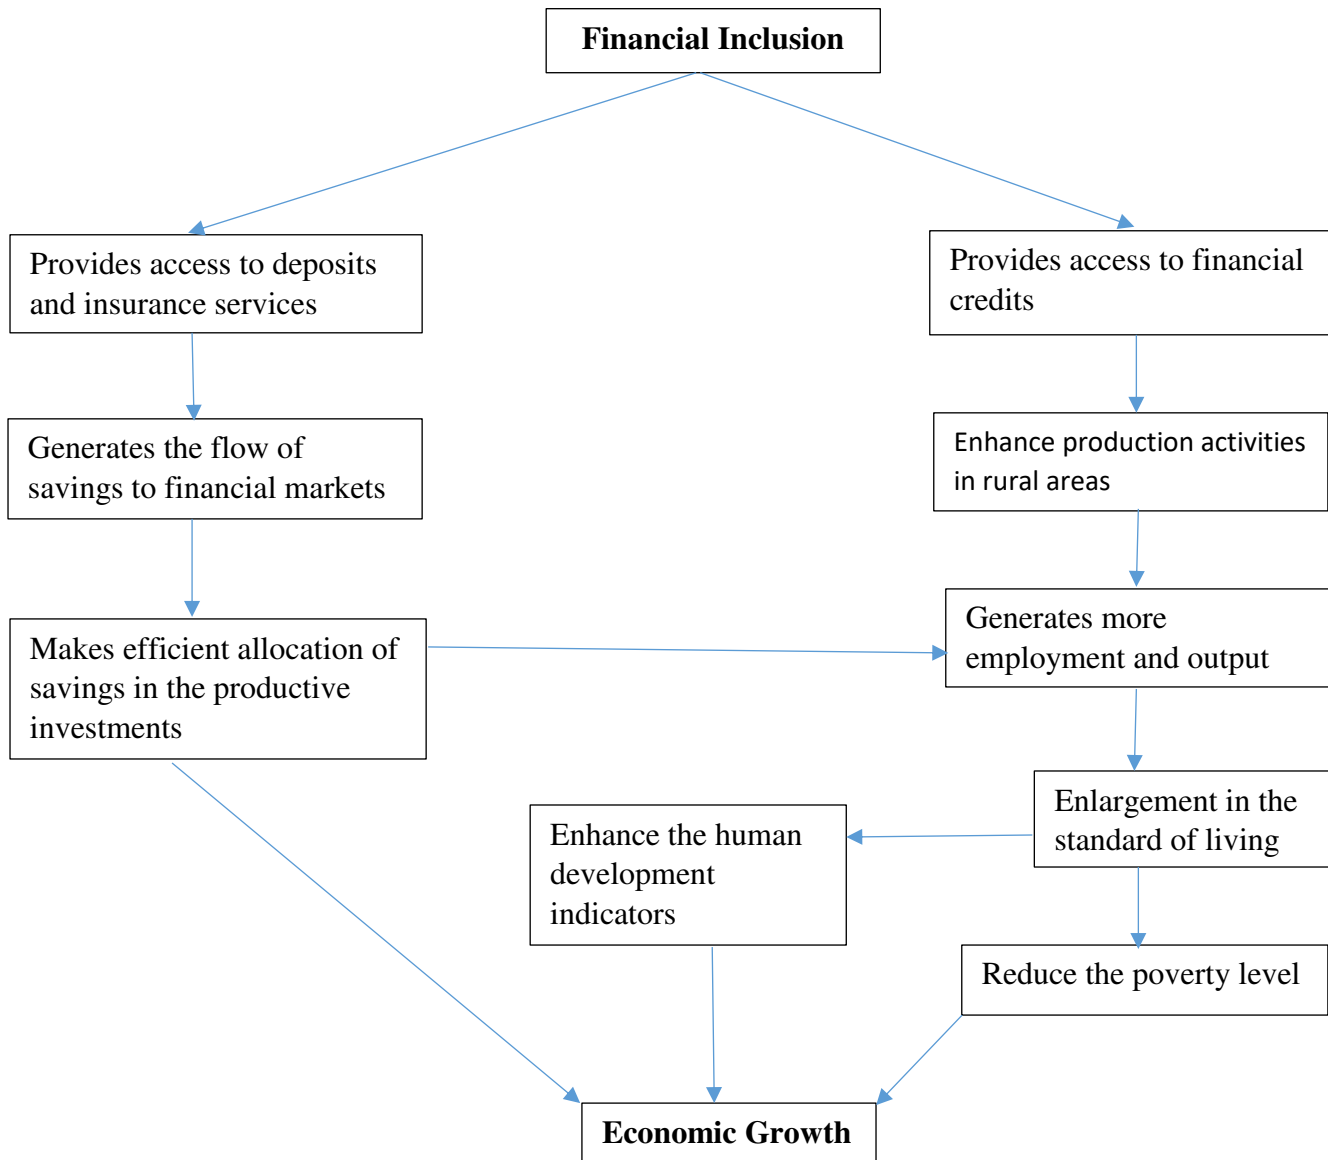 Financial Inclusion
Provides access to deposits
and insurance services
Provides access to financial
credits
Generates the flow of
savings to financial markets
Enhance production activities
in rural areas
Makes efficient allocation of
savings in the productive
investments
Generates more
employment and output
Enlargement in the
standard of living
Enhance the human
development
indicators
Reduce the poverty level
Economic Growth